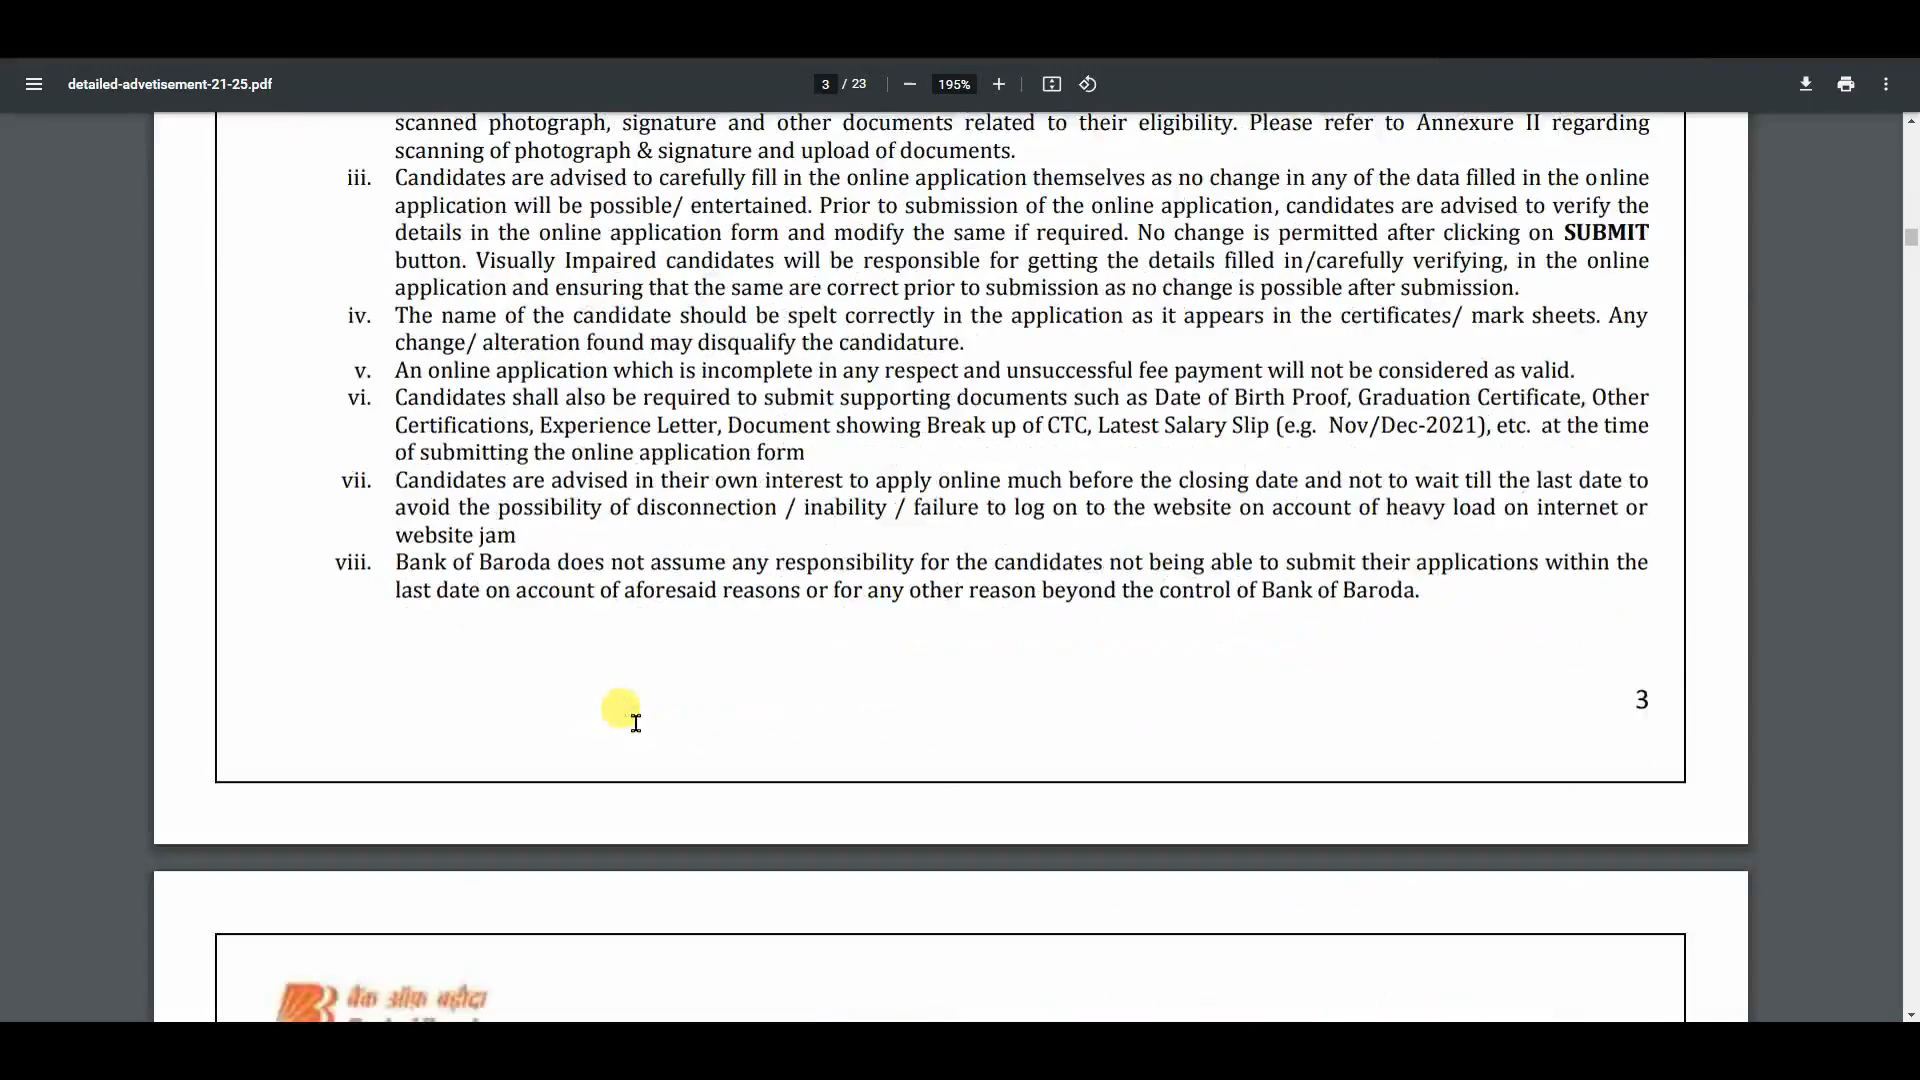 detailed-advetisement-21-25.pdf
3 / 23
195%
scanned photograph, signature and other documents related to their eligibility. Please refer to Annexure II regarding
scanning of photograph & signature and upload of documents.
iii. Candidates are advised to carefully fill in the online application themselves as no change in any of the data filled in the online
application will be possible/ entertained. Prior to submission of the online application, candidates are advised to verify the
details in the online application form and modify the same if required. No change is permitted after clicking on SUBMIT
button. Visually Impaired candidates will be responsible for getting the details filled in/carefully verifying, in the online
application and ensuring that the same are correct prior to submission as no change is possible after submission.
iv. The name of the candidate should be spelt correctly in the application as it appears in the certificates/ mark sheets. Any
change/ alteration found may disqualify the candidature.
v. An online application which is incomplete in any respect and unsuccessful fee payment will not be considered as valid.
vi. Candidates shall also be required to submit supporting documents such as Date of Birth Proof, Graduation Certificate, Other
Certifications, Experience Letter, Document showing Break up of CTC, Latest Salary Slip (e.g. Nov/Dec-2021), etc. at the time
of submitting the online application form
vii. Candidates are advised in their own interest to apply online much before the closing date and not to wait till the last date to
avoid the possibility of disconnection / inability / failure to log on to the website on account of heavy load on internet or
website jam
viii. Bank of Baroda does not assume any responsibility for the candidates not being able to submit their applications within the
last date on account of aforesaid reasons or for any other reason beyond the control of Bank of Baroda.
3
बैंक ऑफ़ बड़ौदा